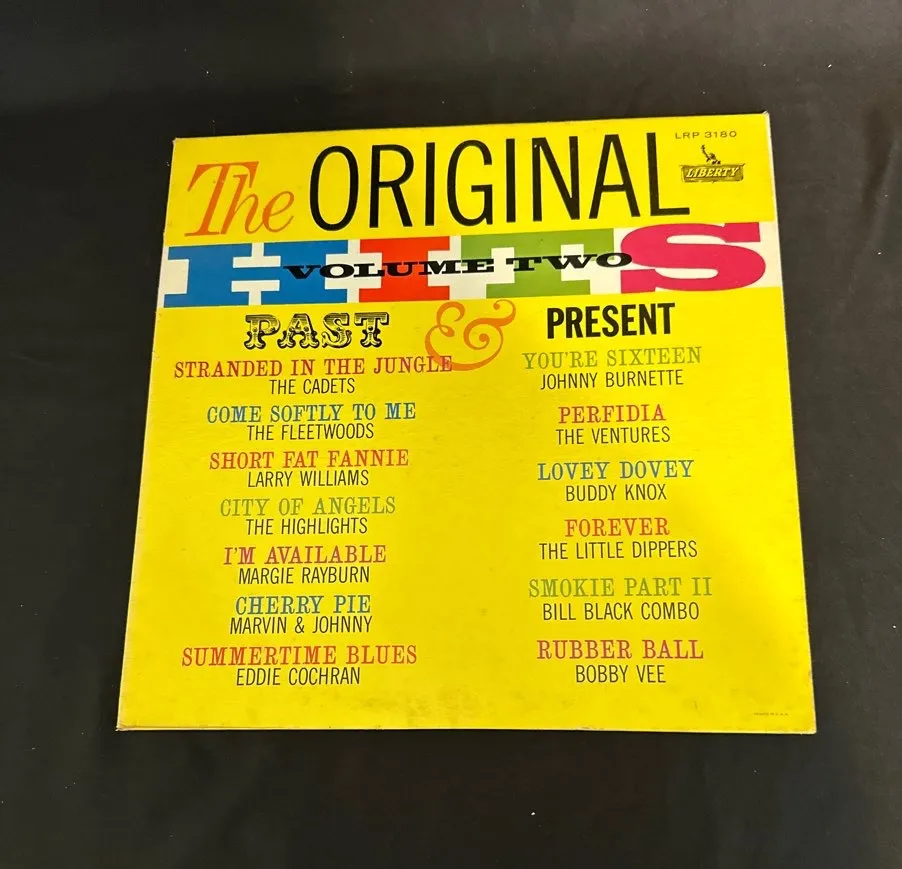 LRP 3180
LIBERTY
The ORIGINAL
HITS
VOLUME TWO
PAST & PRESENT
STRANDED IN THE JUNGLE
THE CADETS
COME SOFTLY TO ME
THE FLEETWOODS
SHORT FAT FANNIE
LARRY WILLIAMS
CITY OF ANGELS
THE HIGHLIGHTS
I'M AVAILABLE
MARGIE RAYBURN
CHERRY PIE
MARVIN & JOHNNY
SUMMERTIME BLUES
EDDIE COCHRAN
YOU'RE SIXTEEN
JOHNNY BURNETTE
PERFIDIA
THE VENTURES
LOVEY DOVEY
BUDDY KNOX
FOREVER
THE LITTLE DIPPERS
SMOKIE PART II
BILL BLACK COMBO
RUBBER BALL
BOBBY VEE